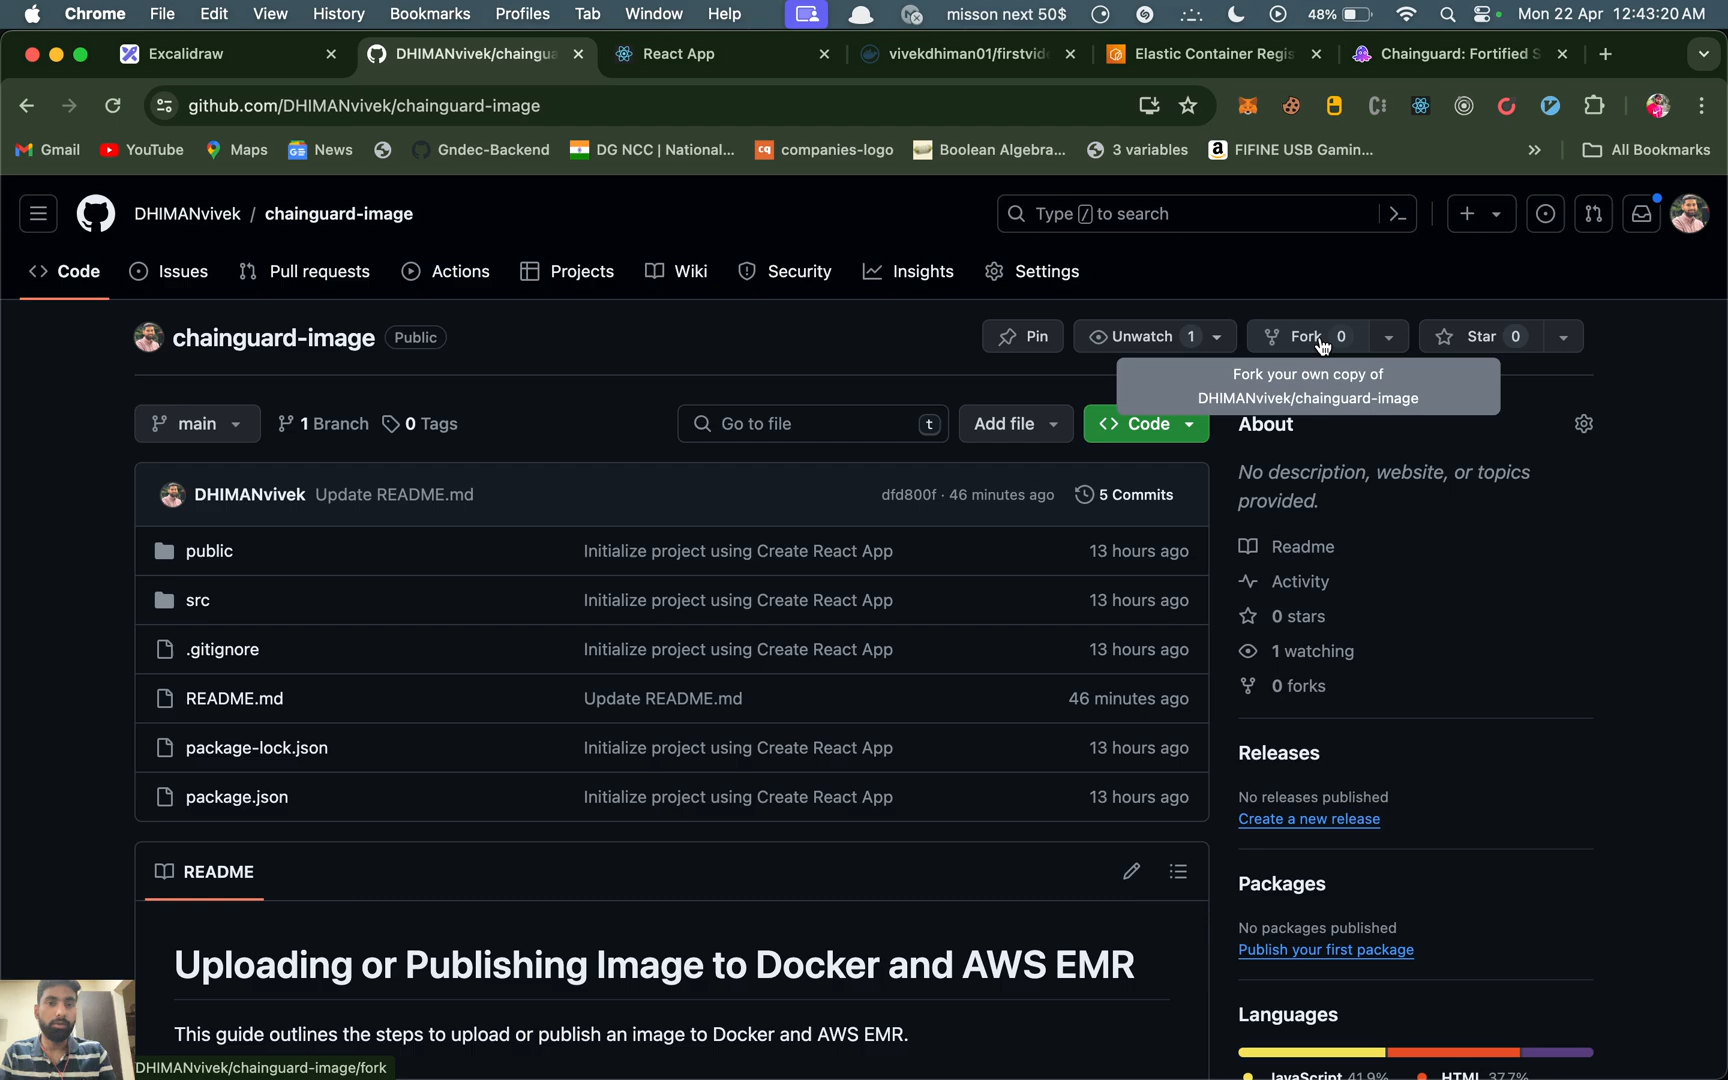 Chrome File Edit View History Bookmarks Profiles Tab Window Help misson next 50$ 48% Mon 22 Apr 12:43:20 AM
Excalidraw DHIMANvivek/chaingua React App vivekdhiman01/firstvid Elastic Container Regis Chainguard: Fortified S
github.com/DHIMANvivek/chainguard-image
Gmail YouTube Maps News Gndec-Backend DG NCC | National... companies-logo Boolean Algebra... 3 variables FIFINE USB Gamin... All Bookmarks
DHIMANvivek / chainguard-image Type / to search
Code Issues Pull requests Actions Projects Wiki Security Insights Settings
chainguard-image Public Pin Unwatch 1 Fork 0 Star 0
Fork your own copy of
DHIMANvivek/chainguard-image
main 1 Branch 0 Tags Go to file t Add file Code About
No description, website, or topics
provided.
DHIMANvivek Update README.md dfd800f · 46 minutes ago 5 Commits
public Initialize project using Create React App 13 hours ago
src Initialize project using Create React App 13 hours ago
.gitignore Initialize project using Create React App 13 hours ago
README.md Update README.md 46 minutes ago
package-lock.json Initialize project using Create React App 13 hours ago
package.json Initialize project using Create React App 13 hours ago
Readme
Activity
0 stars
1 watching
0 forks
Releases
No releases published
Create a new release
Packages
No packages published
Publish your first package
Languages
JavaScript 41.9% HTML 37.7%
README
Uploading or Publishing Image to Docker and AWS EMR
This guide outlines the steps to upload or publish an image to Docker and AWS EMR.
DHIMANvivek/chainguard-image/fork